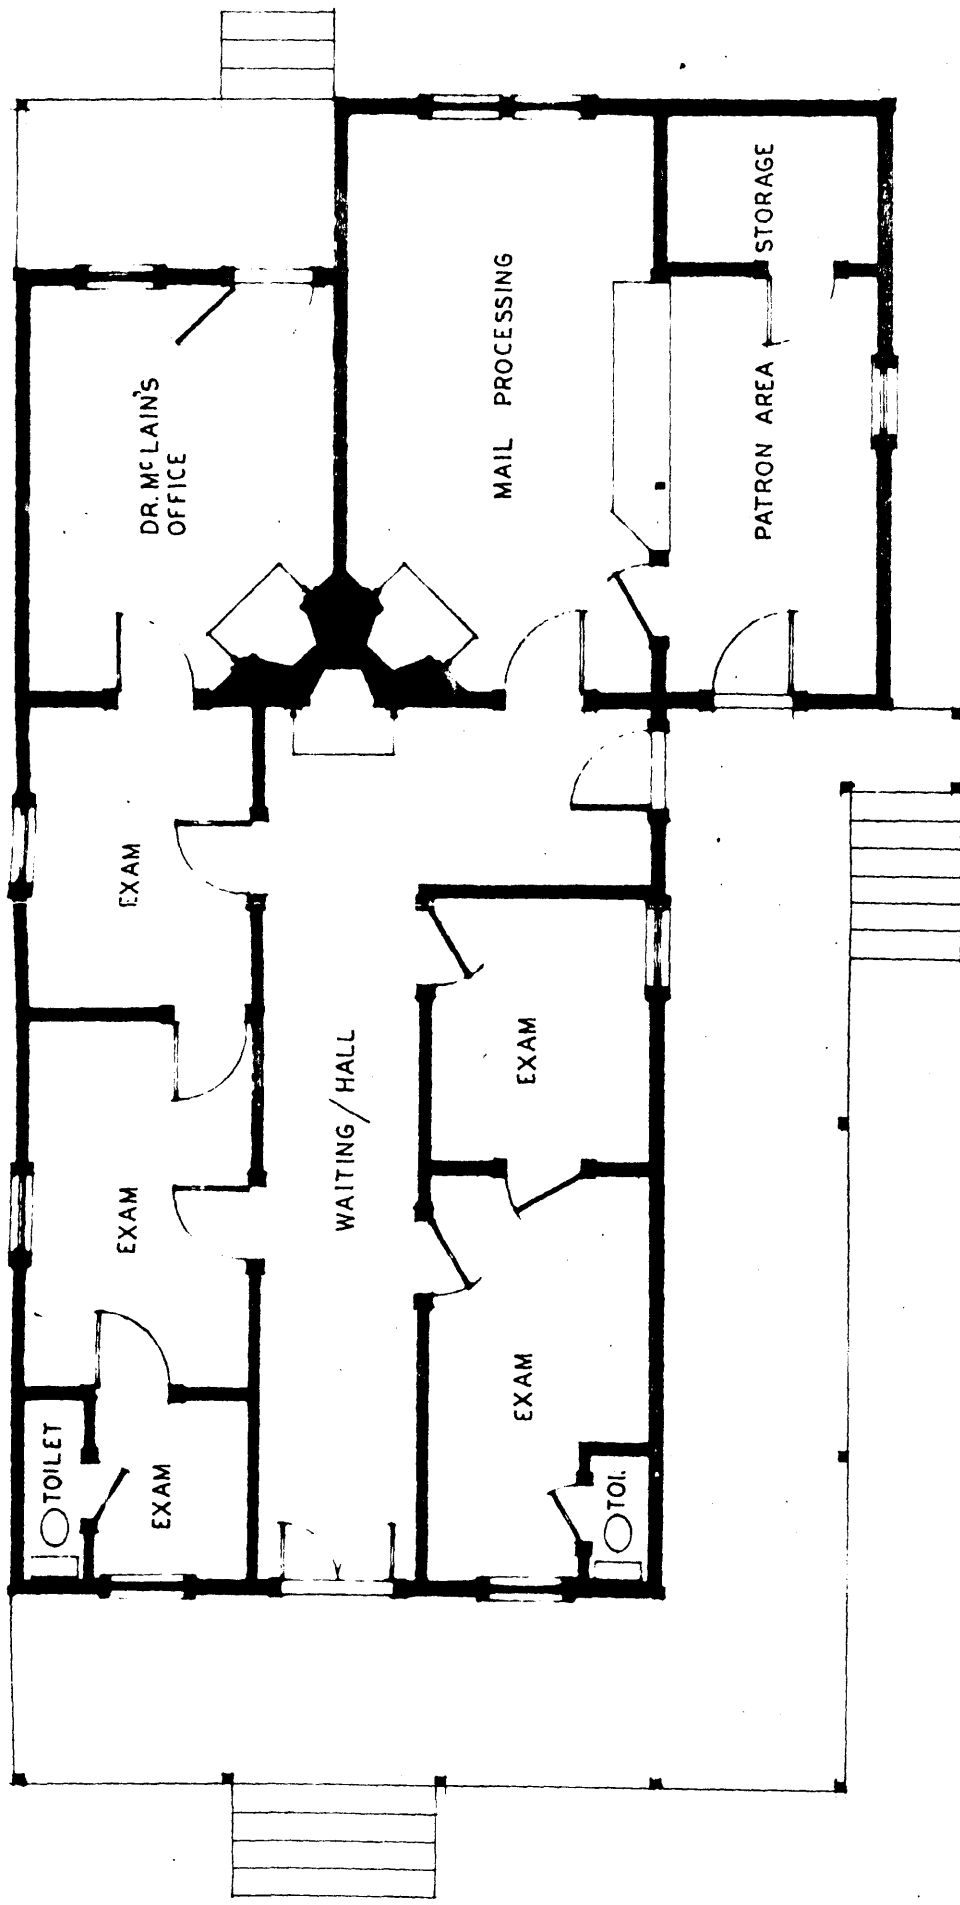 TOILET
EXAM
EXAM
EXAM
DR. McLAIN'S
OFFICE
WAITING/HALL
MAIL PROCESSING
TOI.
EXAM
EXAM
PATRON AREA
STORAGE